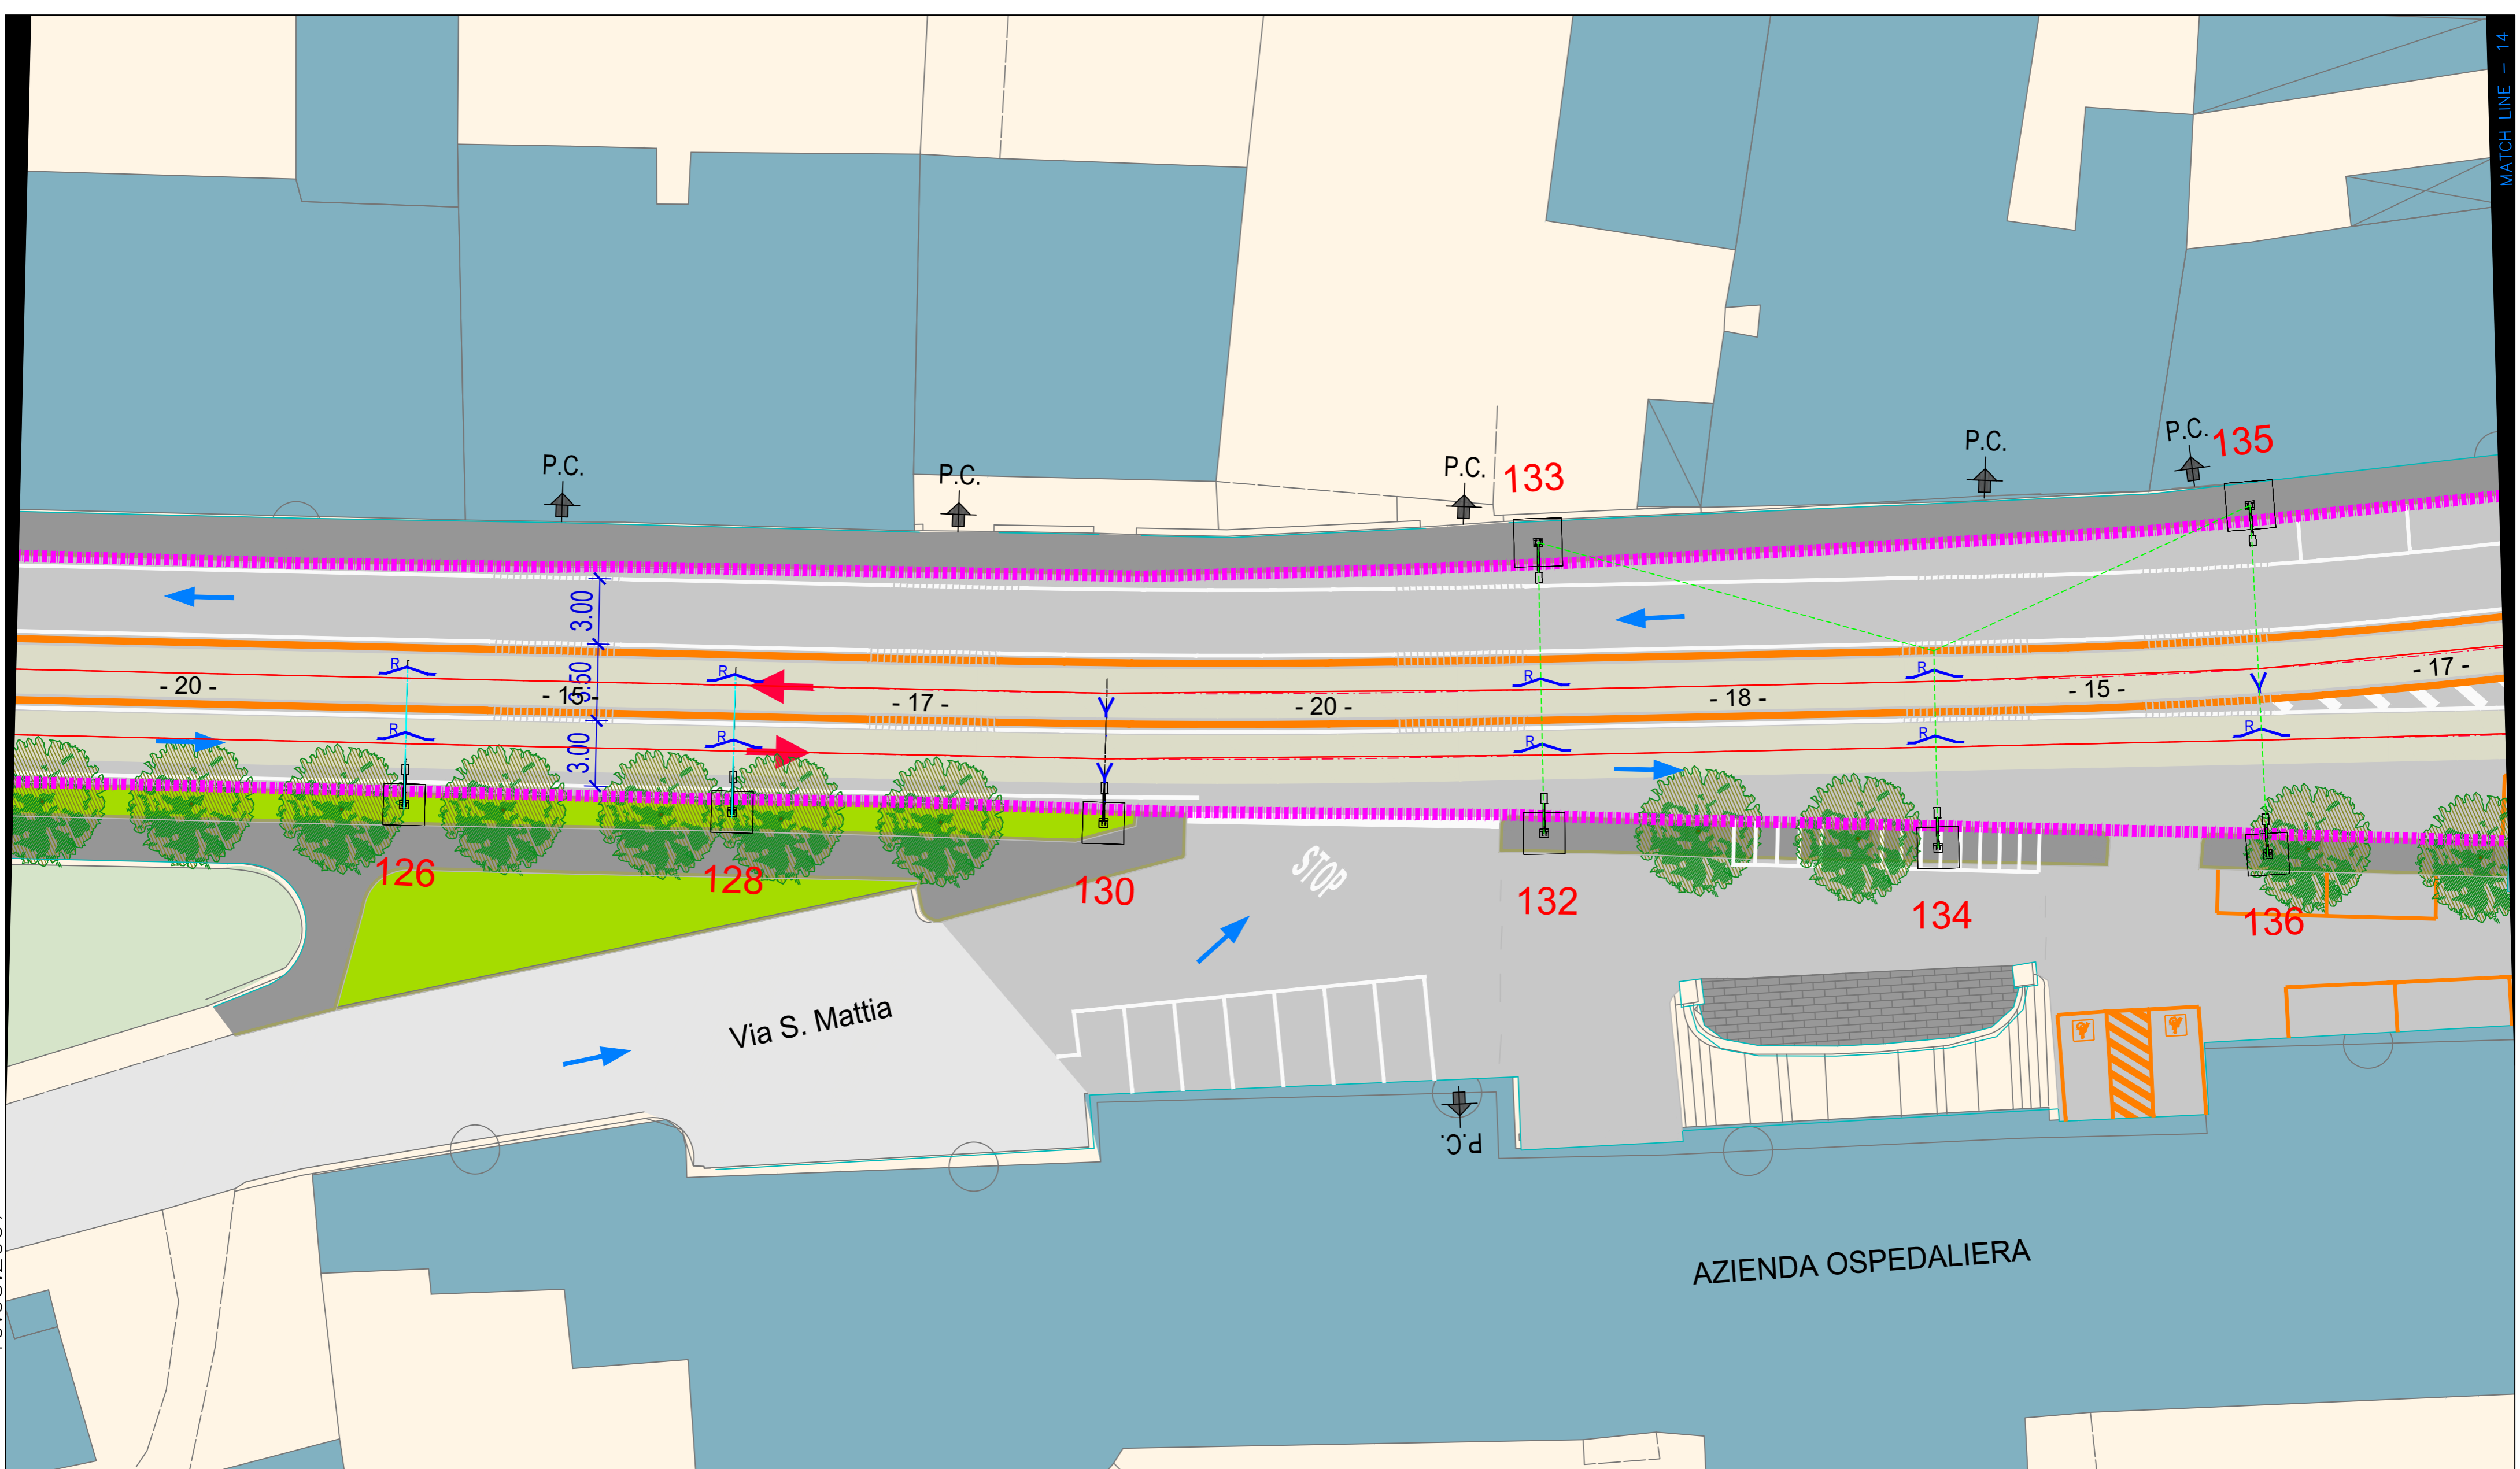 MATCH LINE - 14
P.C.
P.C.
P.C.
133
P.C.
P.C.
135
3.00
R
R
R
R
3.50
- 20 -
- 15 -
- 17 -
- 20 -
- 18 -
- 15 -
- 17 -
3.00
R
R
R
R
R
126
128
130
STOP
132
134
136
Via S. Mattia
P.C.
AZIENDA OSPEDALIERA